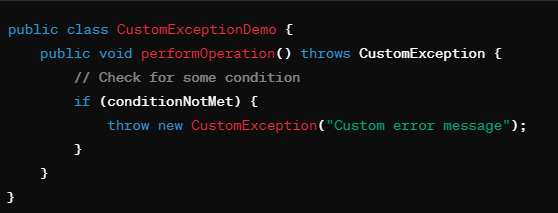 public class CustomExceptionDemo {
    public void performOperation() throws CustomException {
        // Check for some condition
        if (conditionNotMet) {
            throw new CustomException("Custom error message");
        }
    }
}